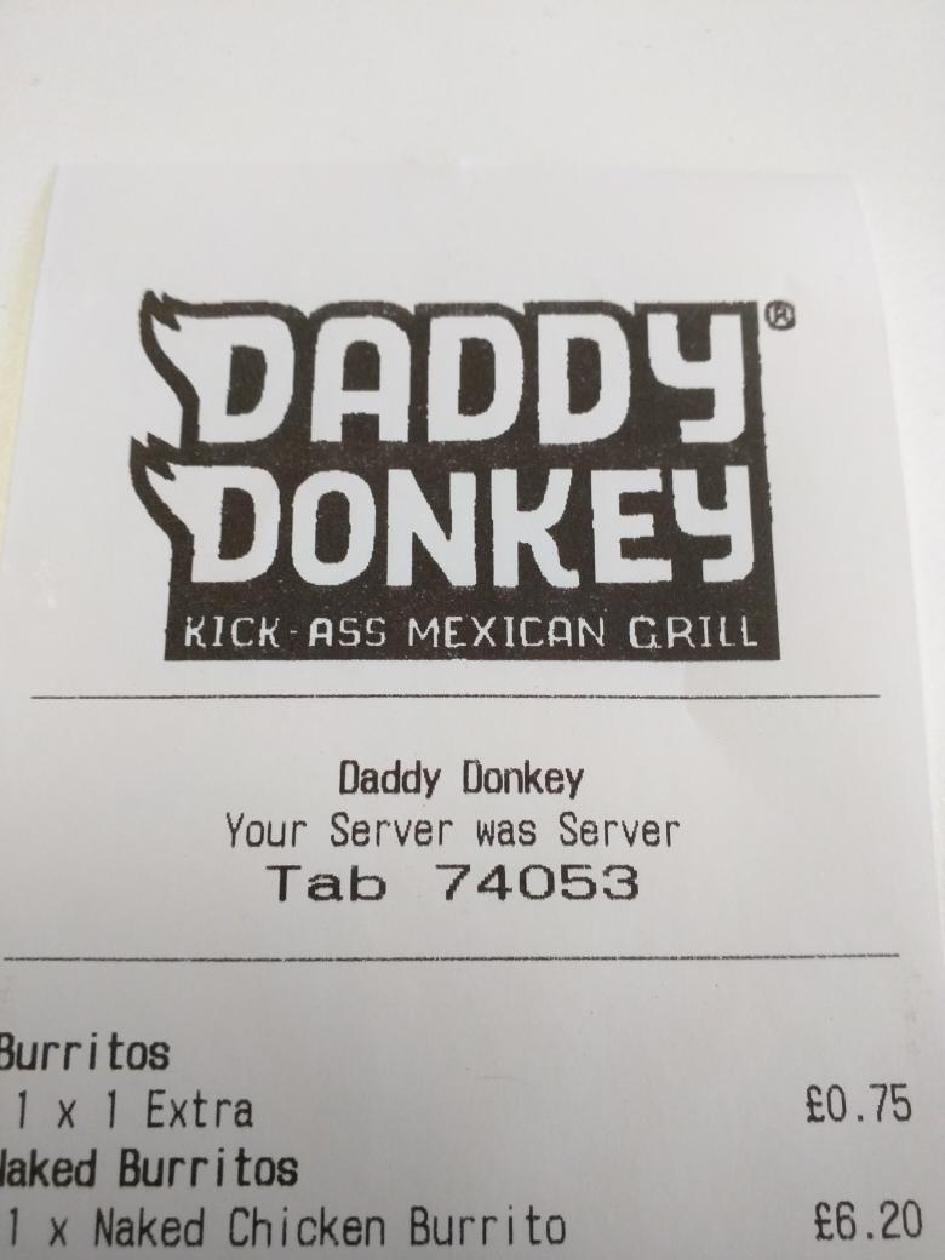 DADDY®
DONKEY
KICK-ASS MEXICAN GRILL
Daddy Donkey
Your Server was Server
Tab 74053
Burritos
1 x 1 Extra £0.75
Naked Burritos
1 x Naked Chicken Burrito £6.20